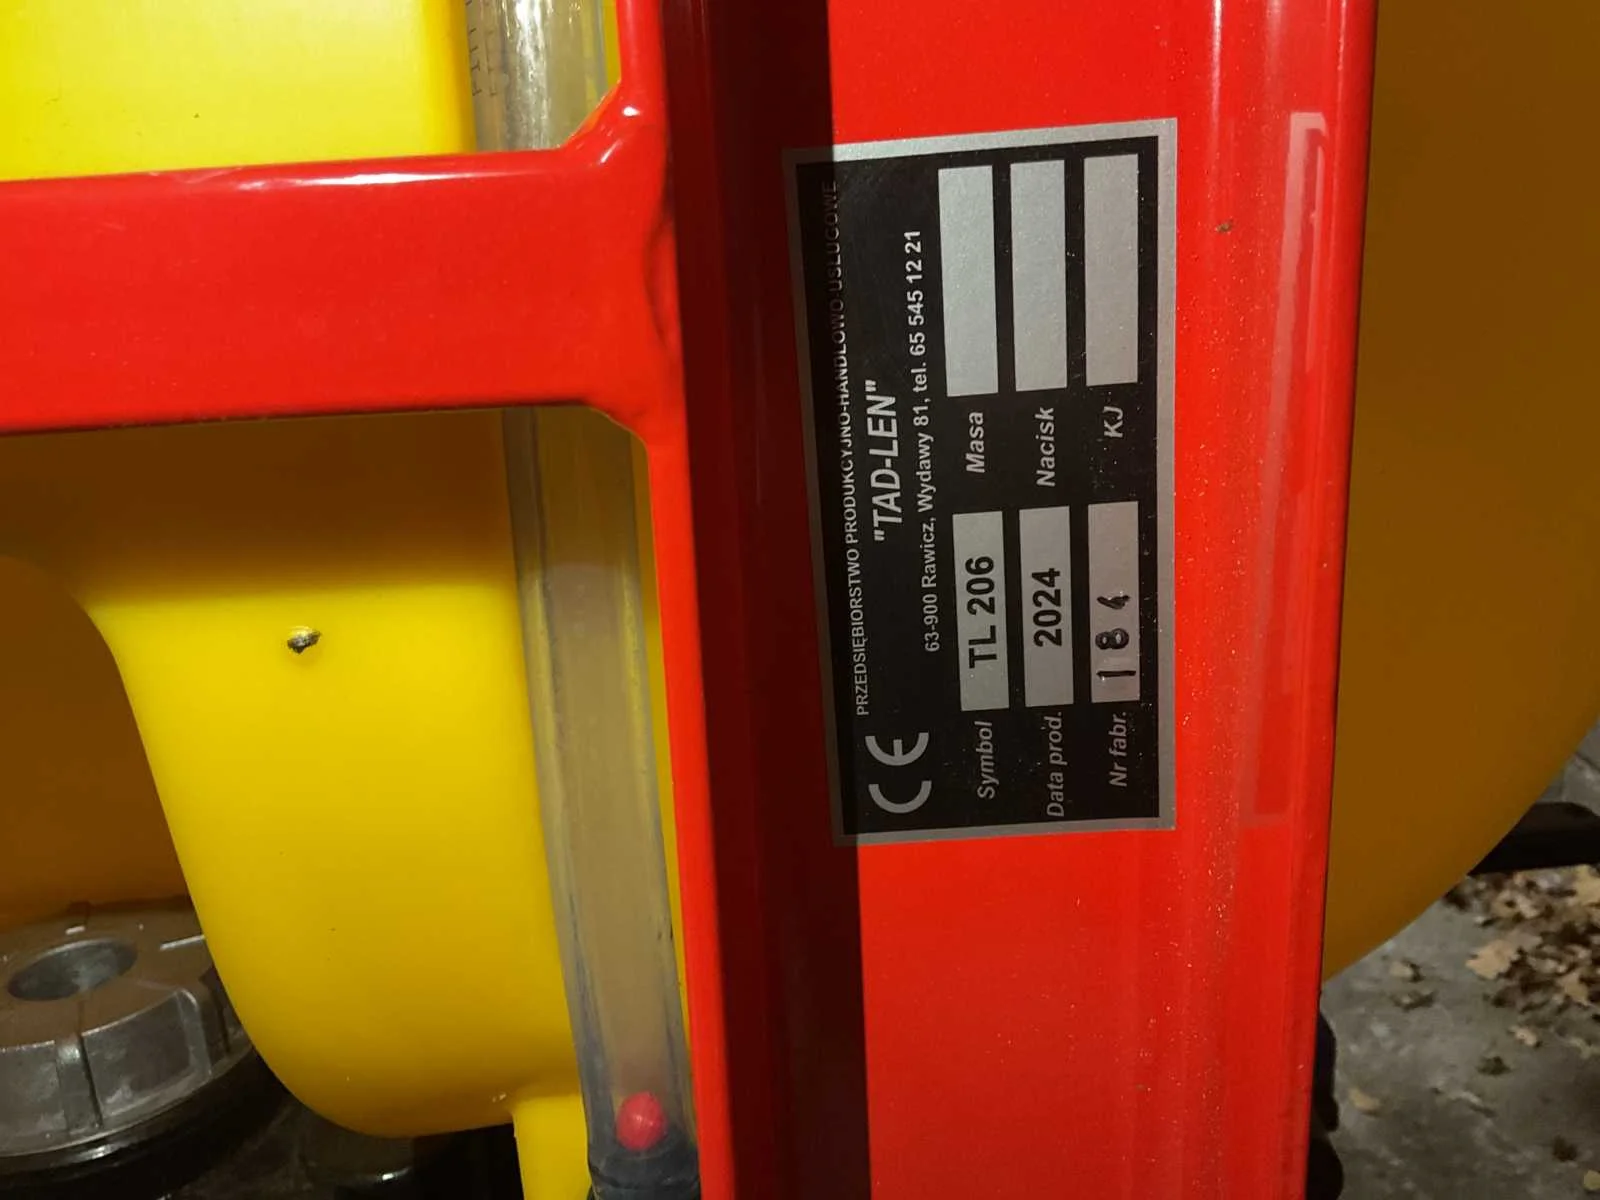 PRZEDSIĘBIORSTWO PRODUKCYJNO-HANDLOWO-USŁUGOWE
"TAD-LEN"
63-900 Rawicz, Wydawy 81, tel. 65 545 12 21
CE
Symbol TL 206 Masa
Data prod. 2024 Nacisk
Nr fabr. 184 KJ